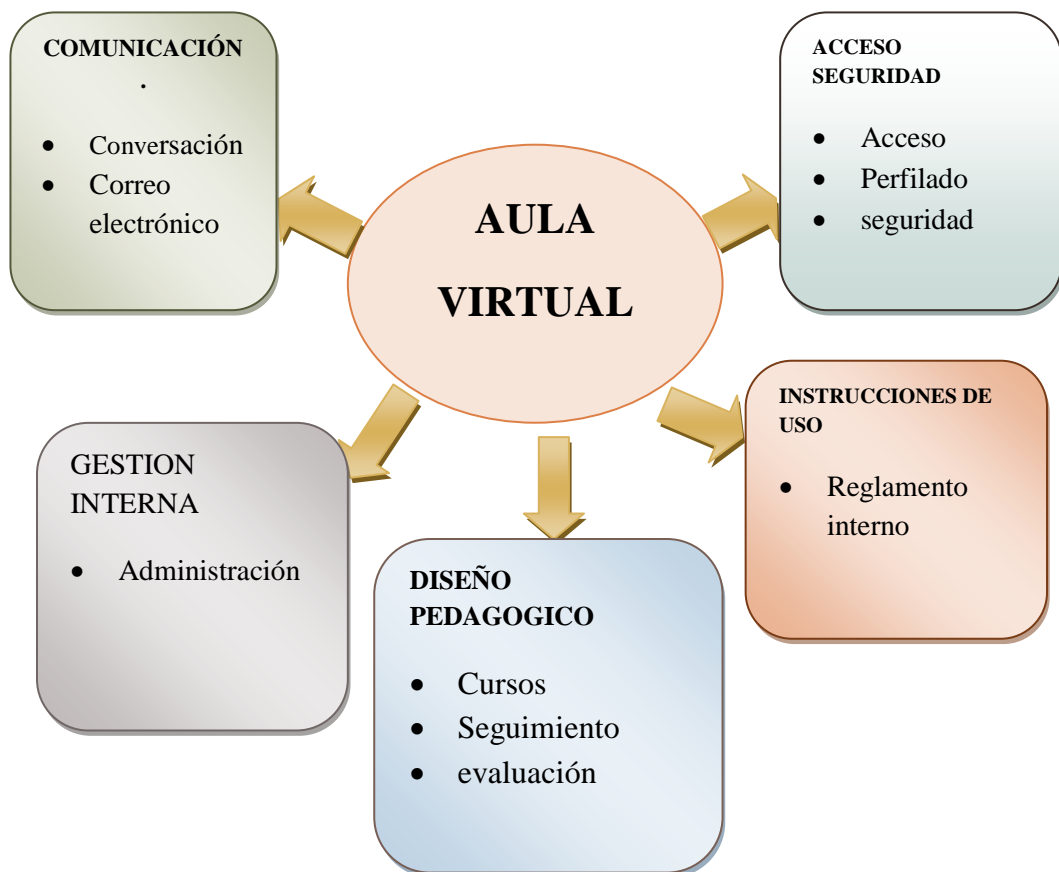 COMUNICACIÓN
.
• Conversación
• Correo
electrónico
ACCESO
SEGURIDAD
• Acceso
• Perfilado
• seguridad
AULA
VIRTUAL
INSTRUCCIONES DE
USO
• Reglamento
interno
GESTION
INTERNA
• Administración
DISEÑO
PEDAGOGICO
• Cursos
• Seguimiento
• evaluación